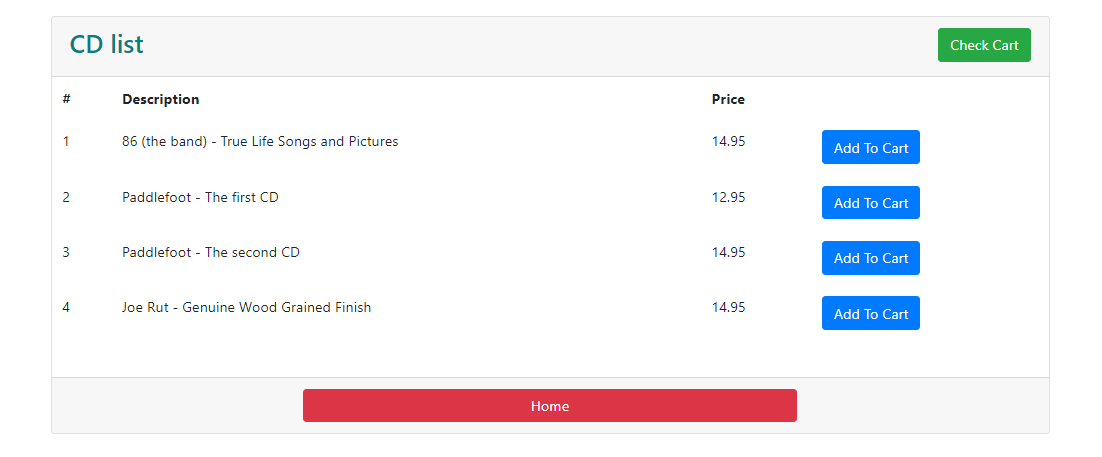 CD list
Check Cart
# Description Price
1 86 (the band) - True Life Songs and Pictures 14.95 Add To Cart
2 Paddlefoot - The first CD 12.95 Add To Cart
3 Paddlefoot - The second CD 14.95 Add To Cart
4 Joe Rut - Genuine Wood Grained Finish 14.95 Add To Cart
Home